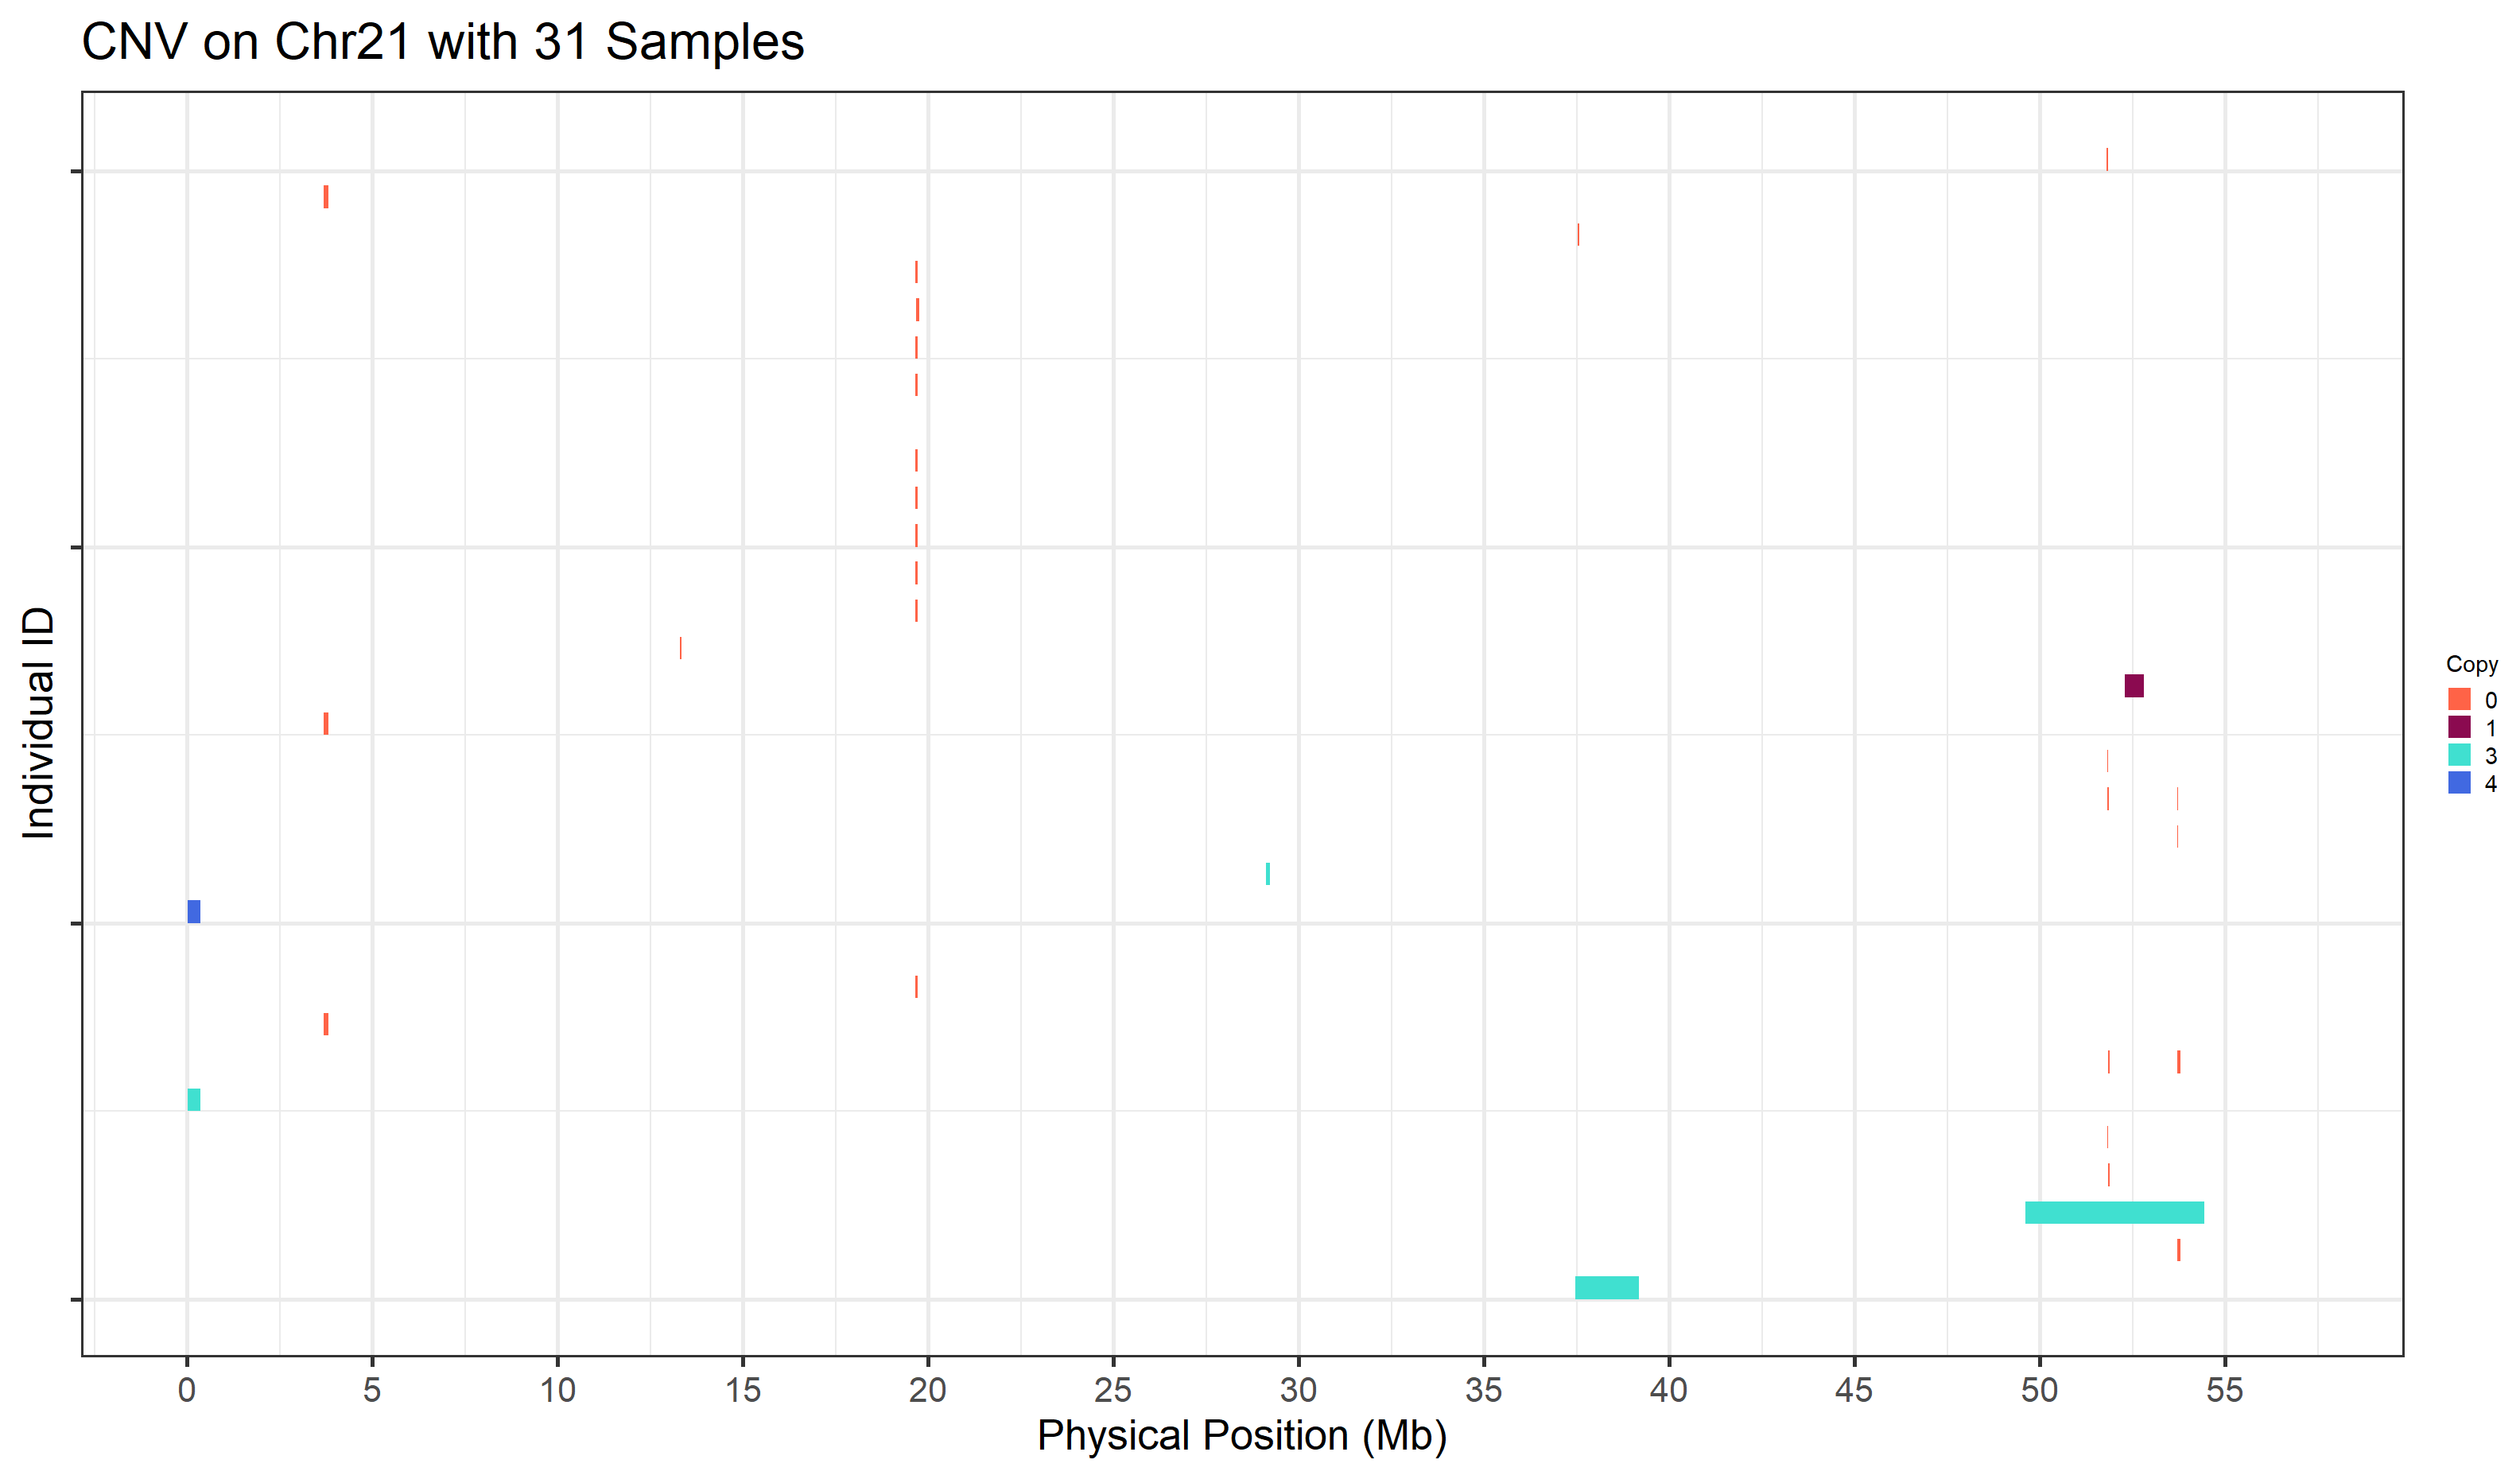 CNV on Chr21 with 31 Samples
Individual ID
Copy
0
1
3
4
0 5 10 15 20 25 30 35 40 45 50 55
Physical Position (Mb)